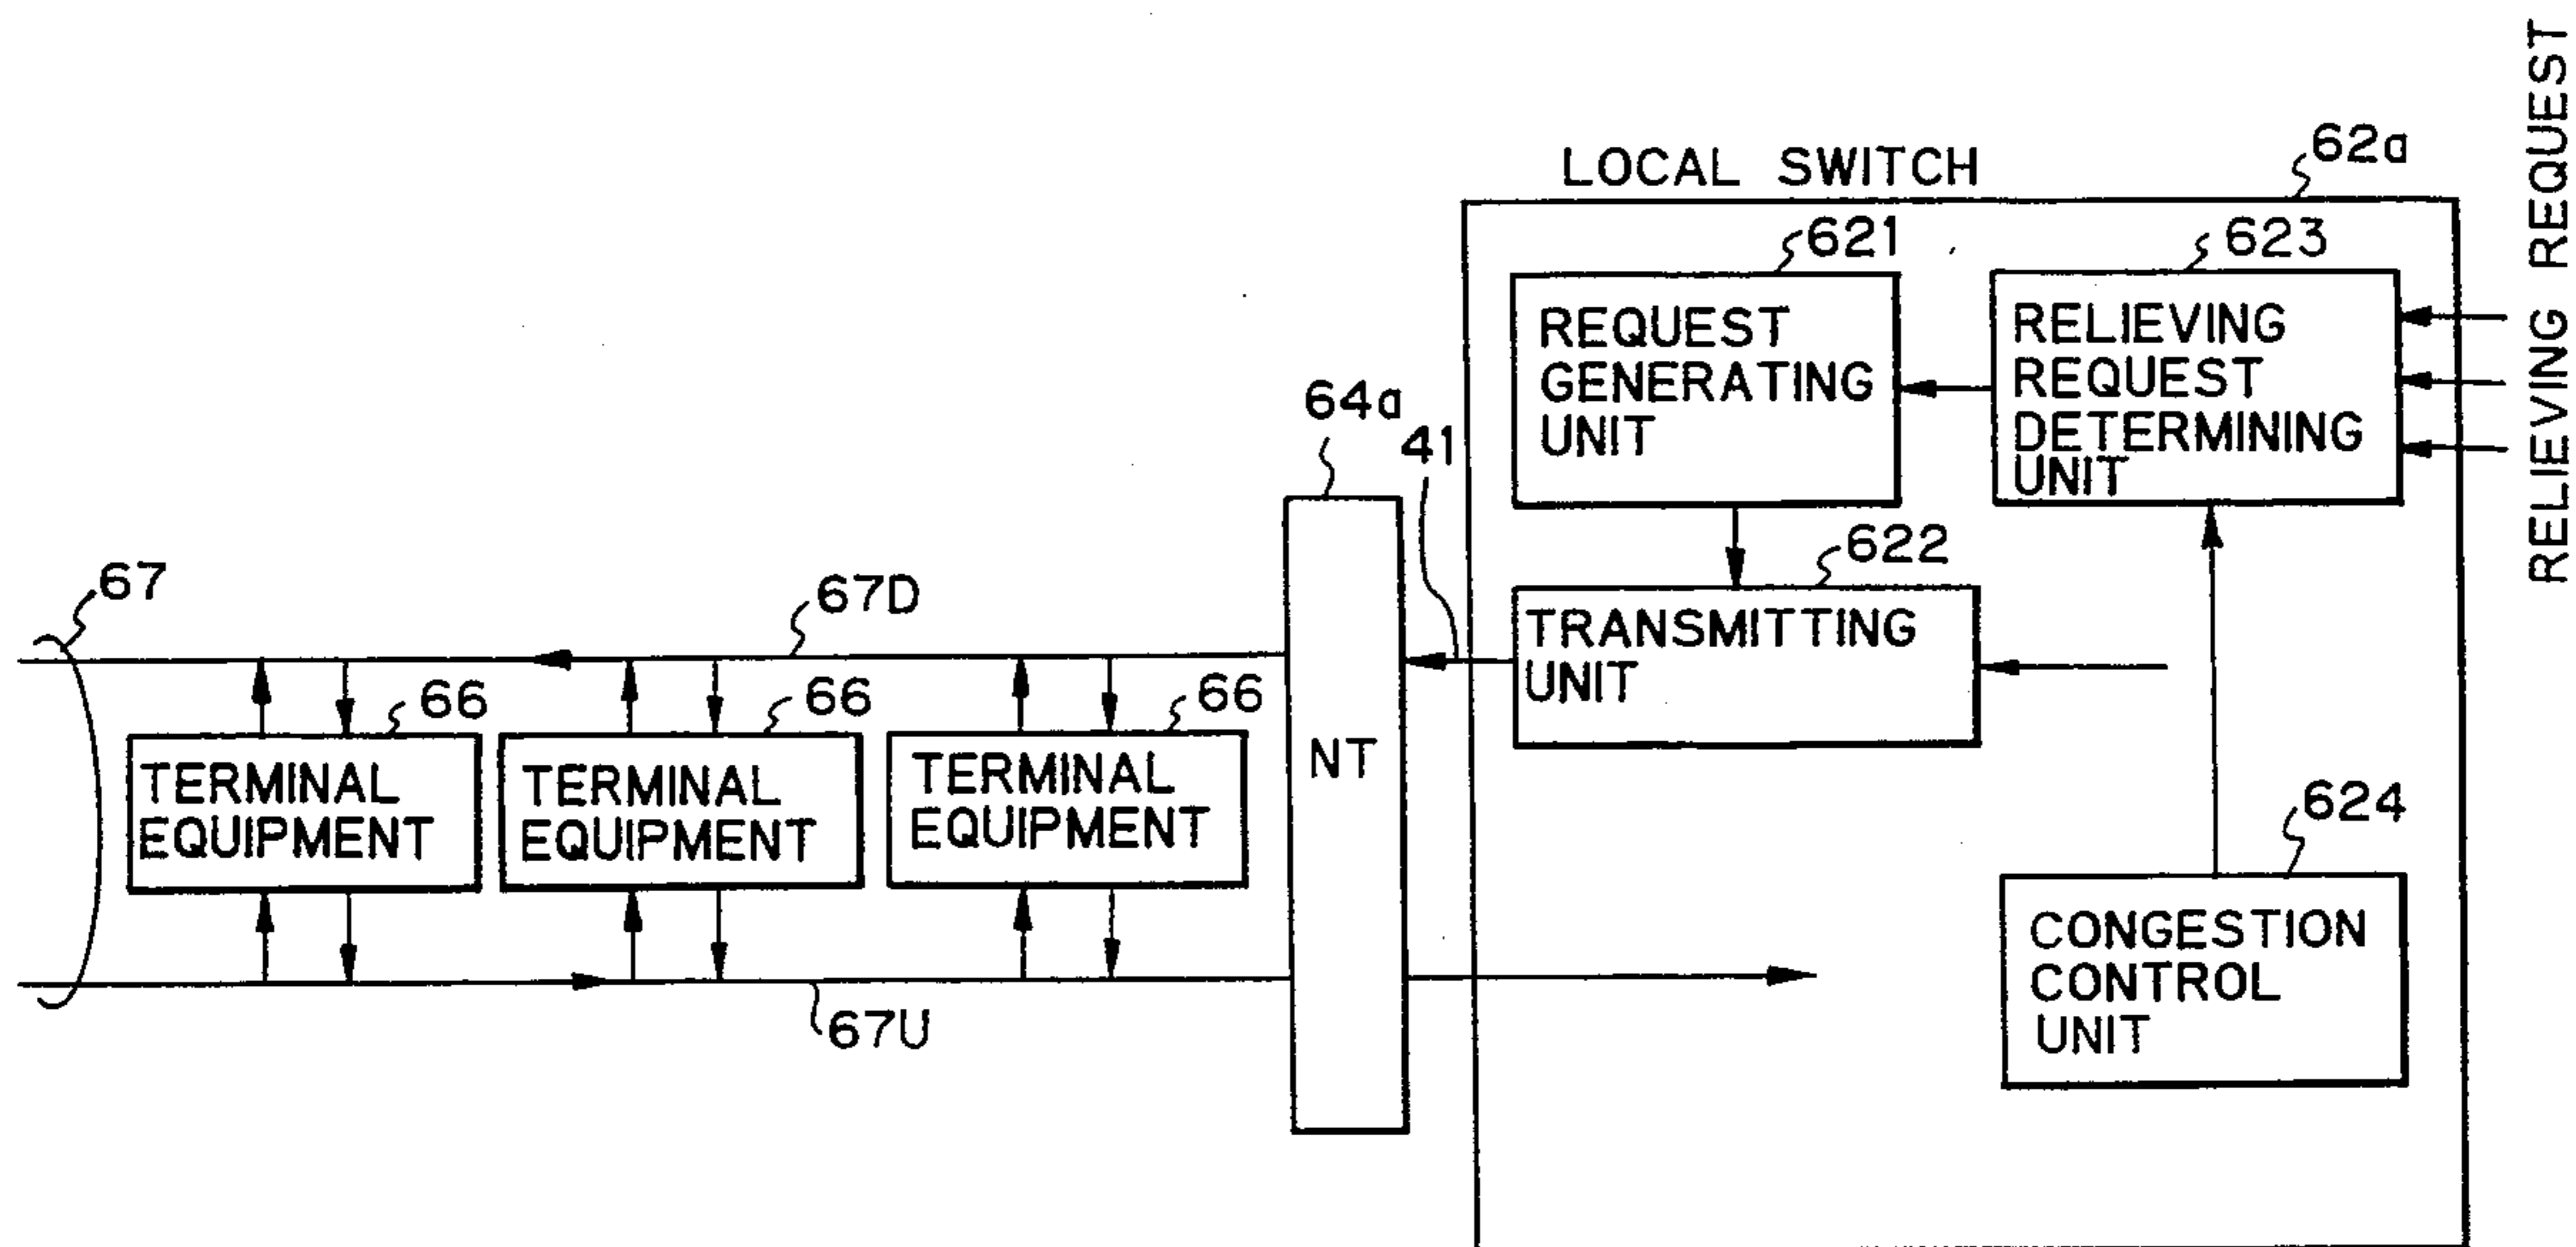 LOCAL SWITCH
62a
RELIEVING REQUEST
621
REQUEST
GENERATING
UNIT
623
RELIEVING
REQUEST
DETERMINING
UNIT
64a
41
622
TRANSMITTING
UNIT
67
67D
66
TERMINAL
EQUIPMENT
66
TERMINAL
EQUIPMENT
66
TERMINAL
EQUIPMENT
NT
624
CONGESTION
CONTROL
UNIT
67U